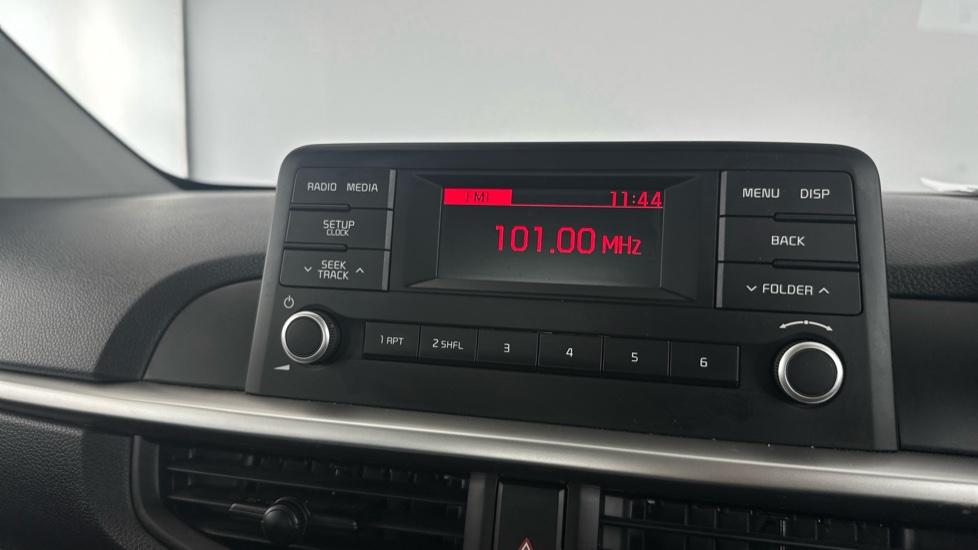 RADIO MEDIA
SETUP
CLOCK
SEEK
TRACK
FM1 11:44
101.00 MHz
MENU DISP
BACK
FOLDER
1 RPT 2 SHFL 3 4 5 6